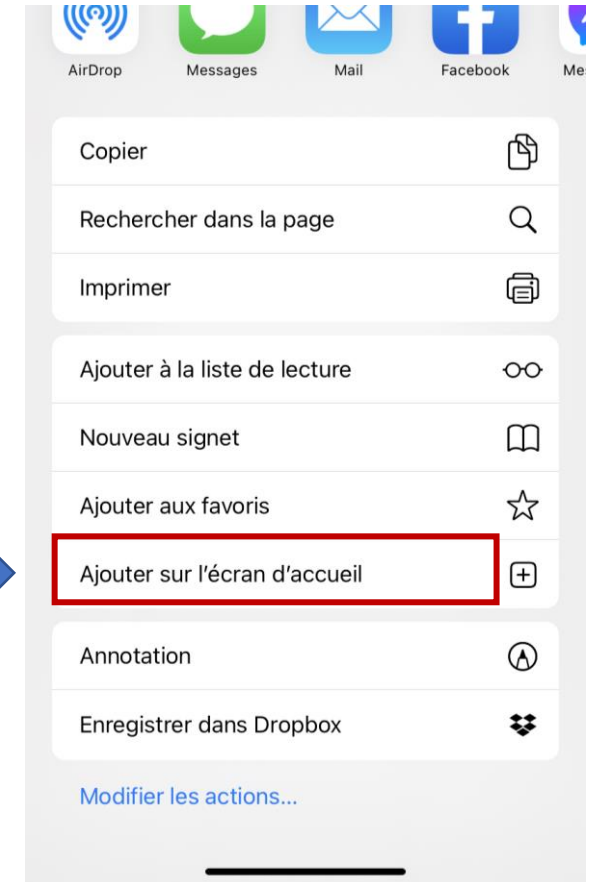 AirDrop Messages Mail Facebook Me
Copier
Rechercher dans la page
Imprimer
Ajouter à la liste de lecture
Nouveau signet
Ajouter aux favoris
Ajouter sur l’écran d’accueil
Annotation
Enregistrer dans Dropbox
Modifier les actions...